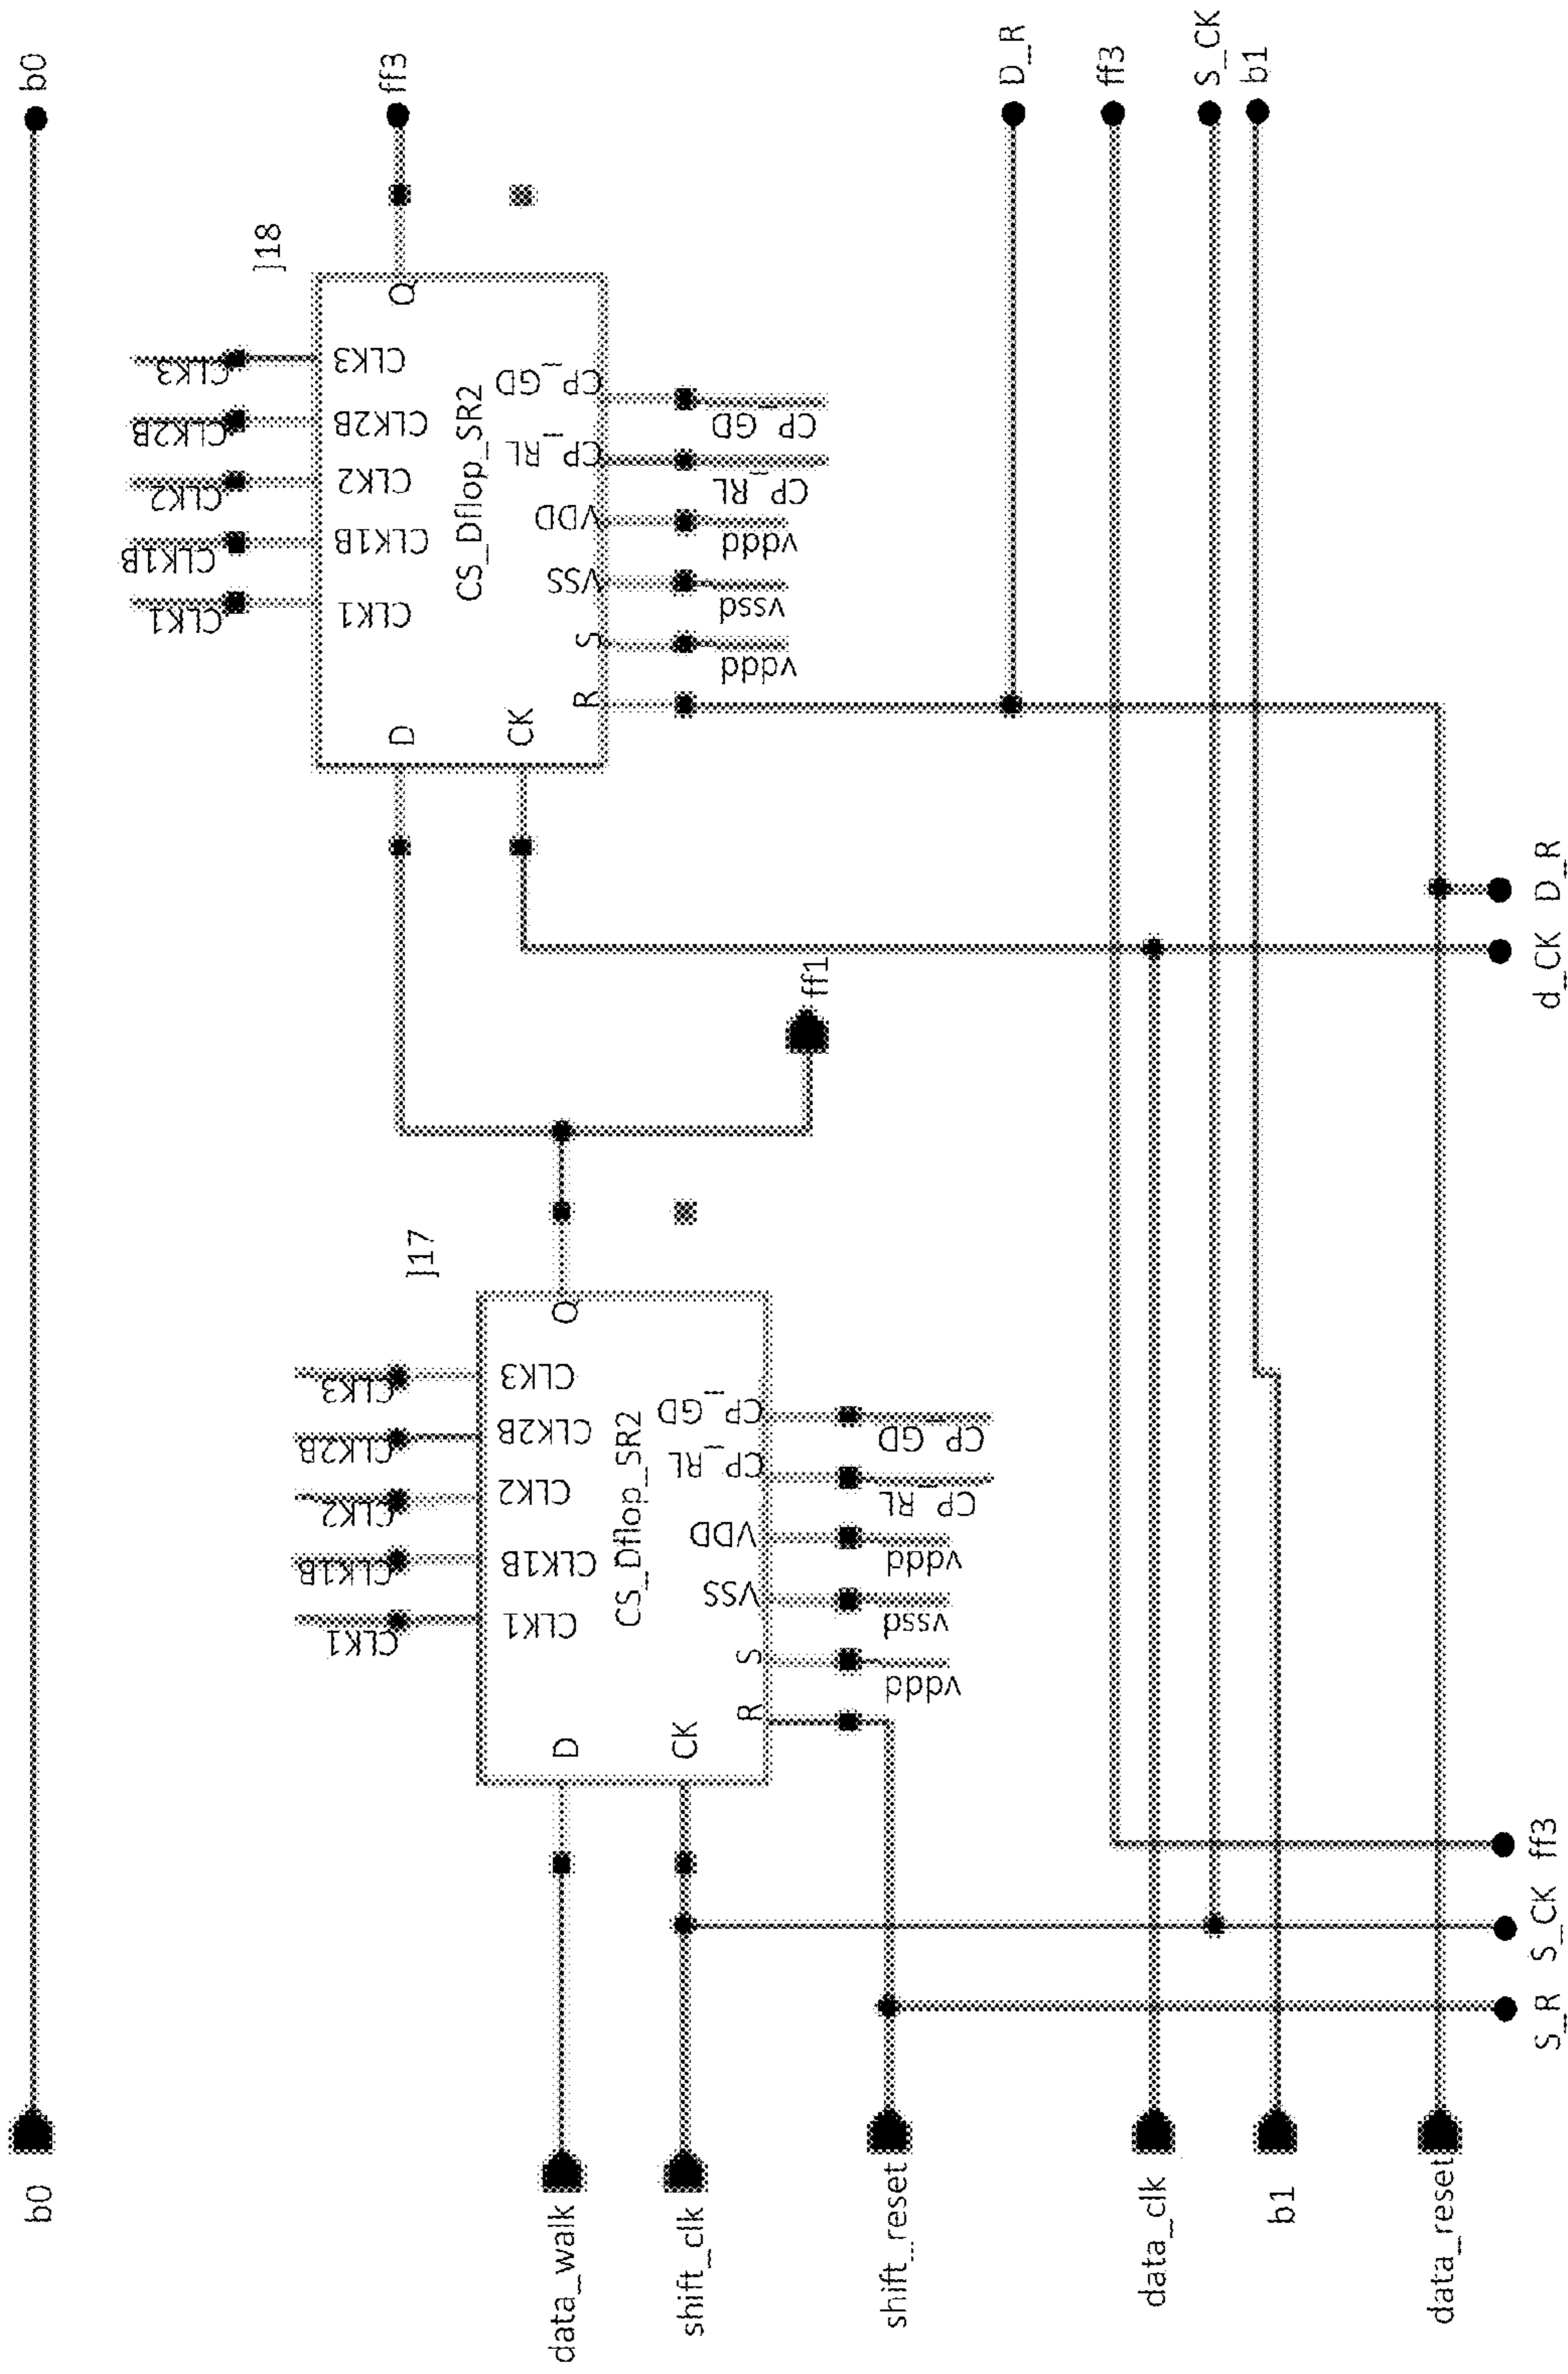 b0
b0
J18
CLK1
CLK1B
CLK2
CLK2B
CLK3
CLK1
CLK1B
CLK2
CLK2B
CLK3
D
Q
ff3
CS_Dflop_SR2
CK
R
S
VSS
VDD
CP_RL
CP_GD
vddd
vssd
vddd
CP_RL
CP_GD
J17
CLK1
CLK1B
CLK2
CLK2B
CLK3
CLK1
CLK1B
CLK2
CLK2B
CLK3
data_walk
D
Q
CS_Dflop_SR2
shift_clk
CK
R
S
VSS
VDD
CP_RL
CP_GD
vddd
vssd
vddd
CP_RL
CP_GD
ff1
shift_reset
D_R
ff3
data_clk
S_CK
b1
b1
data_reset
S_R
S_CK
ff3
d_CK
D_R